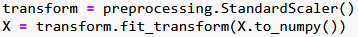 transform = preprocessing.StandardScaler()
X = transform.fit_transform(X.to_numpy())